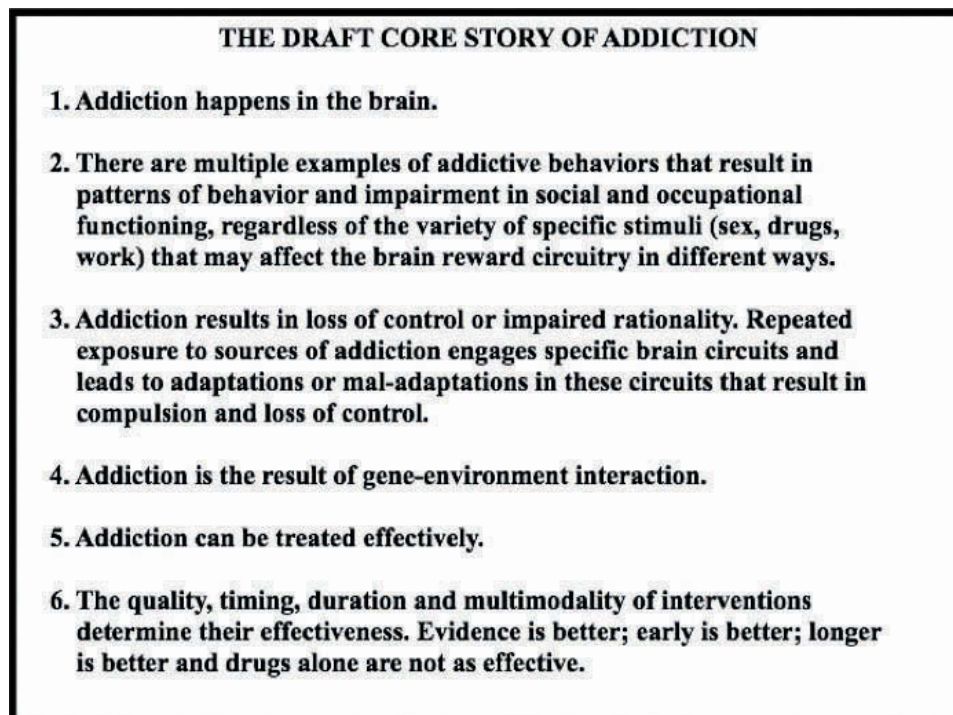 THE DRAFT CORE STORY OF ADDICTION
1. Addiction happens in the brain.
2. There are multiple examples of addictive behaviors that result in
patterns of behavior and impairment in social and occupational
functioning, regardless of the variety of specific stimuli (sex, drugs,
work) that may affect the brain reward circuitry in different ways.
3. Addiction results in loss of control or impaired rationality. Repeated
exposure to sources of addiction engages specific brain circuits and
leads to adaptations or mal-adaptations in these circuits that result in
compulsion and loss of control.
4. Addiction is the result of gene-environment interaction.
5. Addiction can be treated effectively.
6. The quality, timing, duration and multimodality of interventions
determine their effectiveness. Evidence is better; early is better; longer
is better and drugs alone are not as effective.